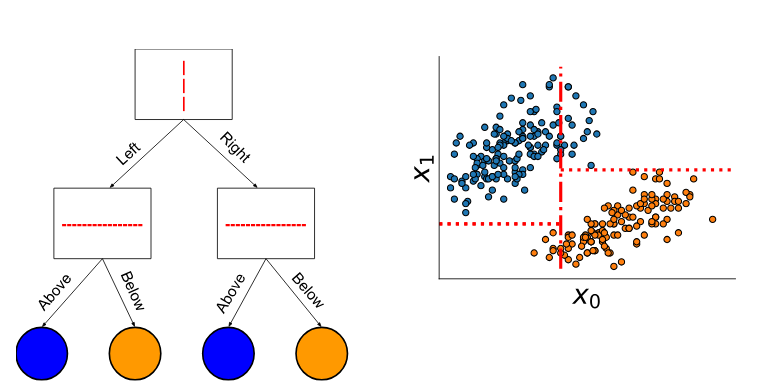 Left
Right
Above
Below
Above
Below
x₁
x₀